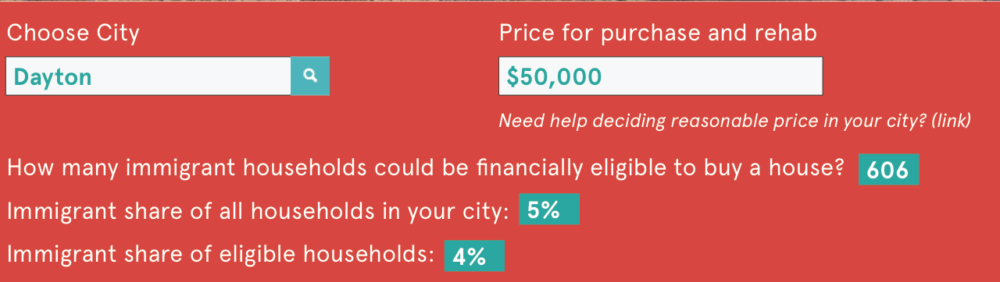 Choose City
Price for purchase and rehab
Dayton
$50,000
Need help deciding reasonable price in your city? (link)
How many immigrant households could be financially eligible to buy a house? 606
Immigrant share of all households in your city: 5%
Immigrant share of eligible households: 4%